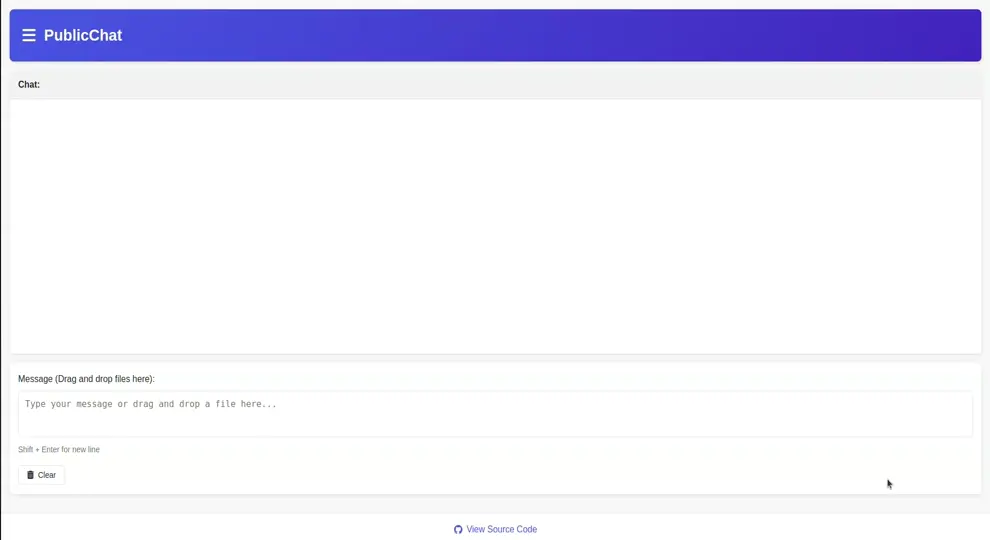 PublicChat
Chat:
Message (Drag and drop files here):
Type your message or drag and drop a file here...
Shift + Enter for new line
Clear
View Source Code